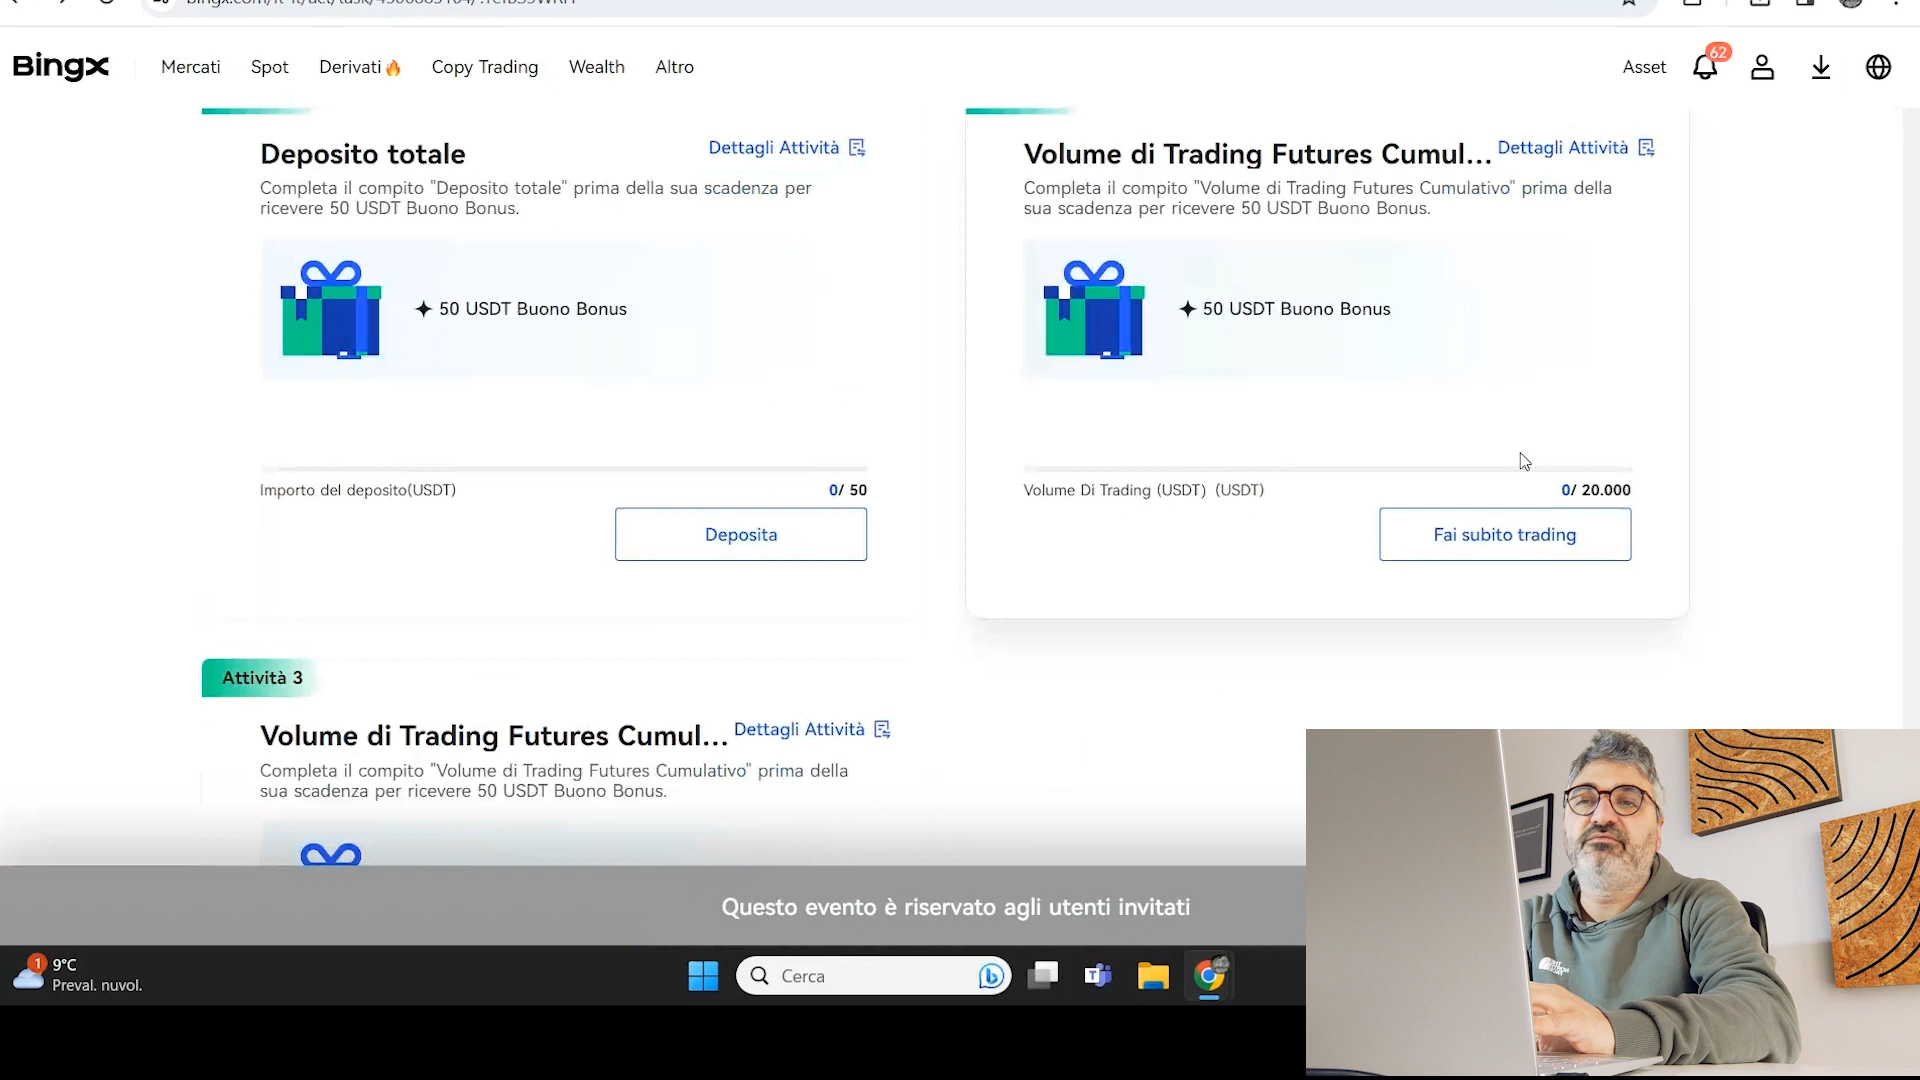 Bingx
Mercati
Spot
Derivati
Copy Trading
Wealth
Altro
Asset
62
Deposito totale
Dettagli Attività
Completa il compito "Deposito totale" prima della sua scadenza per
ricevere 50 USDT Buono Bonus.
50 USDT Buono Bonus
Importo del deposito(USDT)
0/ 50
Deposita
Volume di Trading Futures Cumul...
Dettagli Attività
Completa il compito "Volume di Trading Futures Cumulativo" prima della
sua scadenza per ricevere 50 USDT Buono Bonus.
50 USDT Buono Bonus
Volume Di Trading (USDT) (USDT)
0/ 20.000
Fai subito trading
Attività 3
Volume di Trading Futures Cumul...
Dettagli Attività
Completa il compito "Volume di Trading Futures Cumulativo" prima della
sua scadenza per ricevere 50 USDT Buono Bonus.
Questo evento è riservato agli utenti invitati
1
9°C
Preval. nuvol.
Cerca